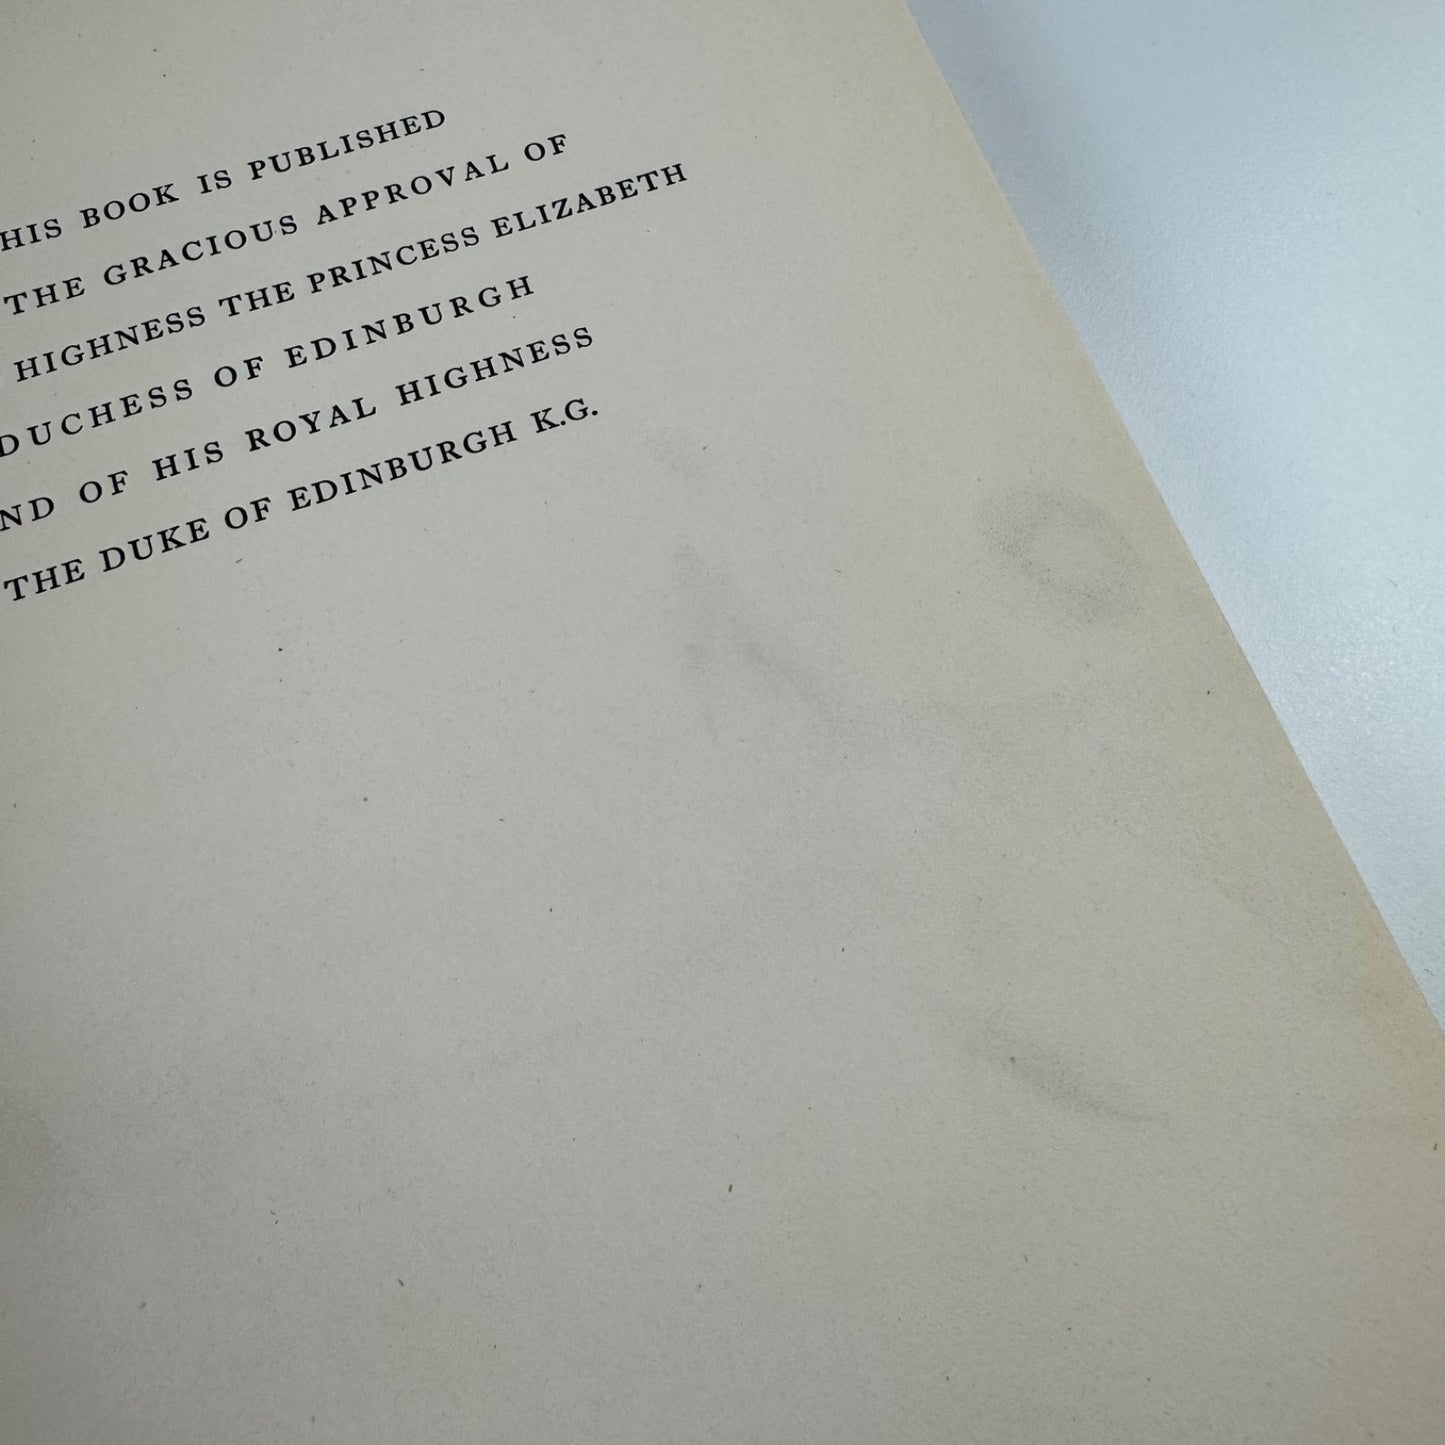 HIS BOOK IS PUBLISHED
THE GRACIOUS APPROVAL OF
HIGHNESS THE PRINCESS ELIZABETH
DUCHESS OF EDINBURGH
ND OF HIS ROYAL HIGHNESS
THE DUKE OF EDINBURGH K.G.